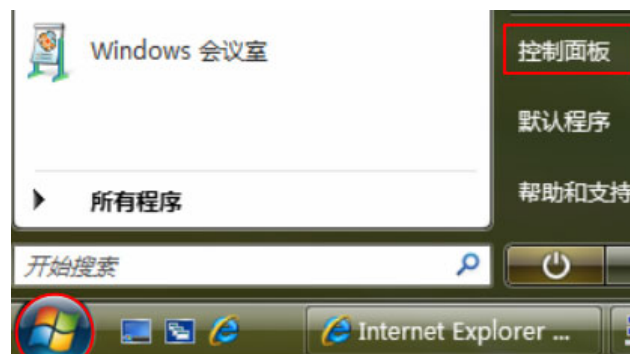 Windows 会议室
控制面板
默认程序
所有程序
帮助和支持
开始搜索
Internet Explorer ...